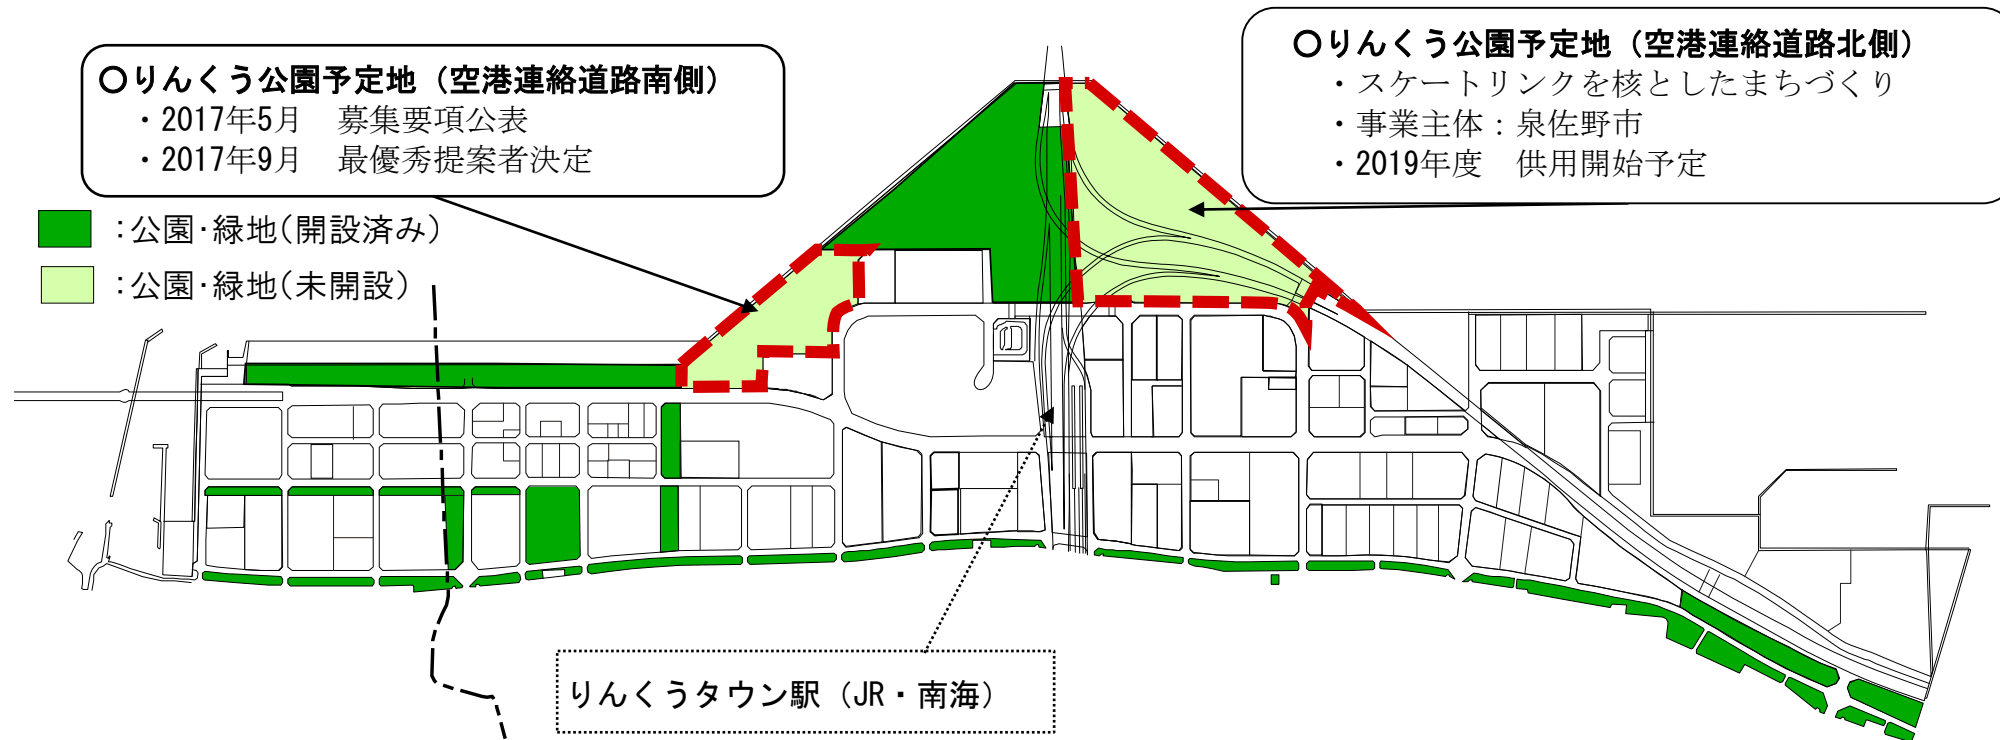 〇りんくう公園予定地（空港連絡道路南側）
・2017年5月　募集要項公表
・2017年9月　最優秀提案者決定
〇りんくう公園予定地（空港連絡道路北側）
・スケートリンクを核としたまちづくり
・事業主体：泉佐野市
・2019年度　供用開始予定
：公園･緑地(開設済み)
：公園･緑地(未開設)
りんくうタウン駅（JR・南海）